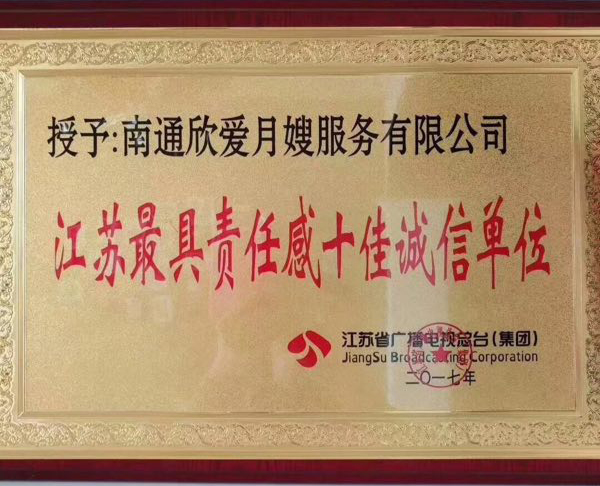 授予:南通欣爱月嫂服务有限公司
江苏最具责任感十佳诚信单位
江苏省广播电视总台(集团)
JiangSu Broadcasting Corporation
二〇一七年